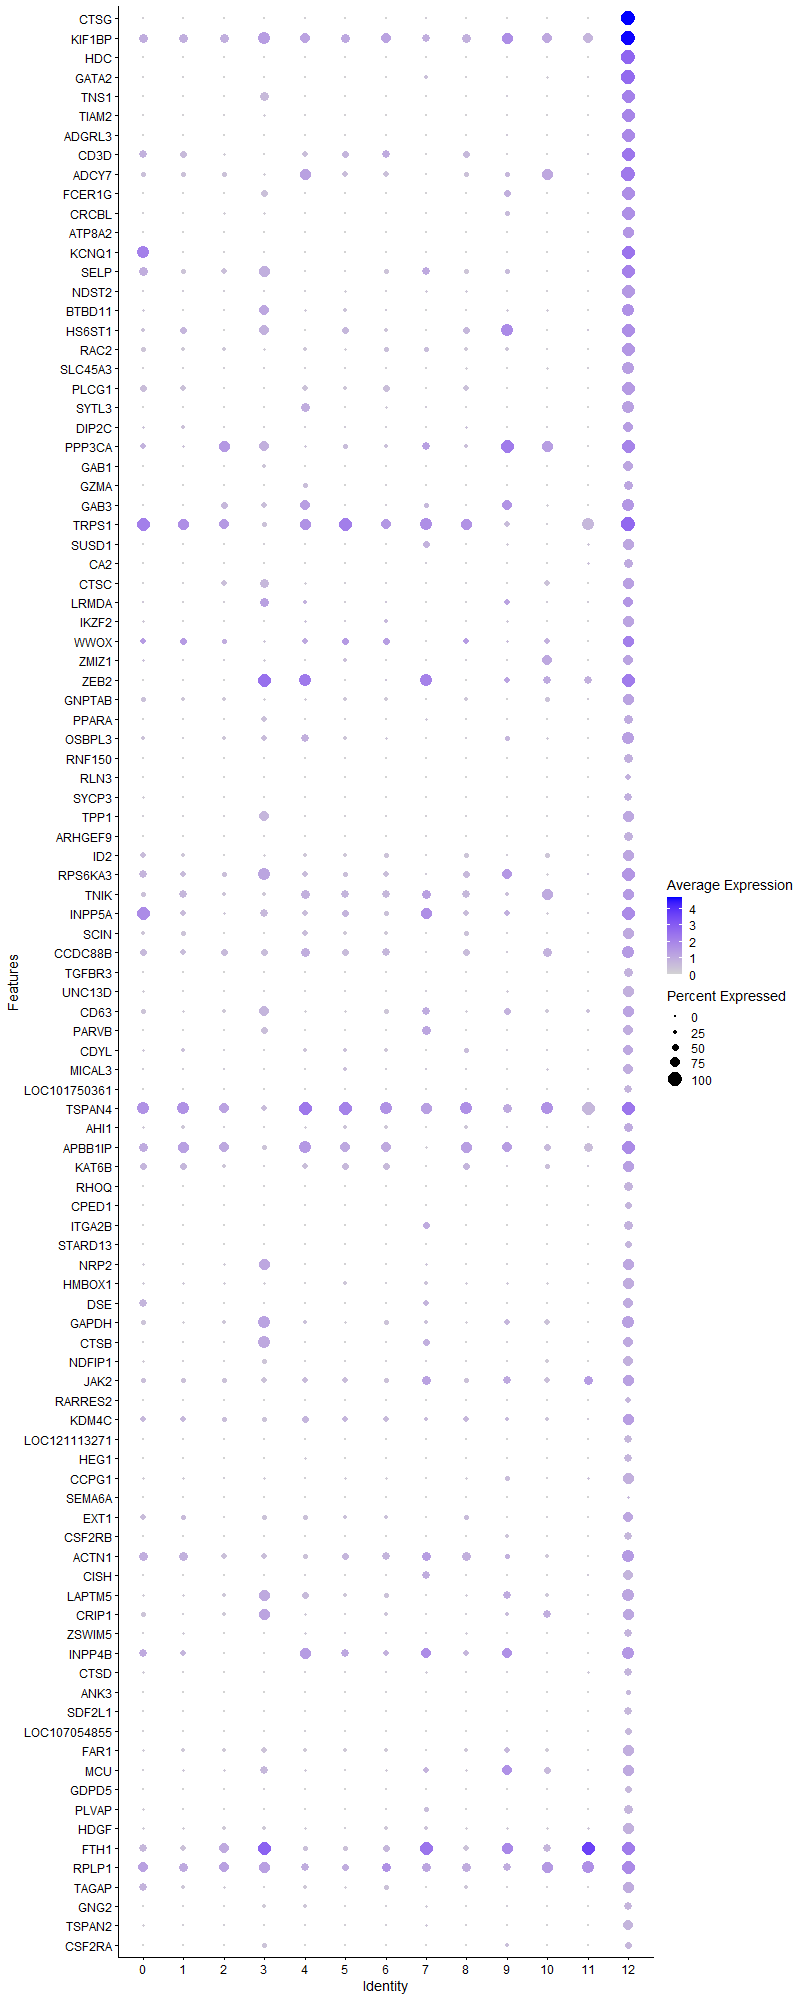 CTSG
KIF1BP
HDC
GATA2
TNS1
TIAM2
ADGRL3
CD3D
ADCY7
FCER1G
CRCBL
ATP8A2
KCNQ1
SELP
NDST2
BTBD11
HS6ST1
RAC2
SLC45A3
PLCG1
SYTL3
DIP2C
PPP3CA
GAB1
GZMA
GAB3
TRPS1
SUSD1
CA2
CTSC
LRMDA
IKZF2
WWOX
ZMIZ1
ZEB2
GNPTAB
PPARA
OSBPL3
RNF150
RLN3
SYCP3
TPP1
ARHGEF9
ID2
RPS6KA3
TNIK
INPP5A
SCIN
CCDC88B
TGFBR3
UNC13D
CD63
PARVB
CDYL
MICAL3
LOC101750361
TSPAN4
AHI1
APBB1IP
KAT6B
RHOQ
CPED1
ITGA2B
STARD13
NRP2
HMBOX1
DSE
GAPDH
CTSB
NDFIP1
JAK2
RARRES2
KDM4C
LOC121113271
HEG1
CCPG1
SEMA6A
EXT1
CSF2RB
ACTN1
CISH
LAPTM5
CRIP1
ZSWIM5
INPP4B
CTSD
ANK3
SDF2L1
LOC107054855
FAR1
MCU
GDPD5
PLVAP
HDGF
FTH1
RPLP1
TAGAP
GNG2
TSPAN2
CSF2RA
Features
0 1 2 3 4 5 6 7 8 9 10 11 12
Identity
Average Expression
4
3
2
1
0
Percent Expressed
0
25
50
75
100